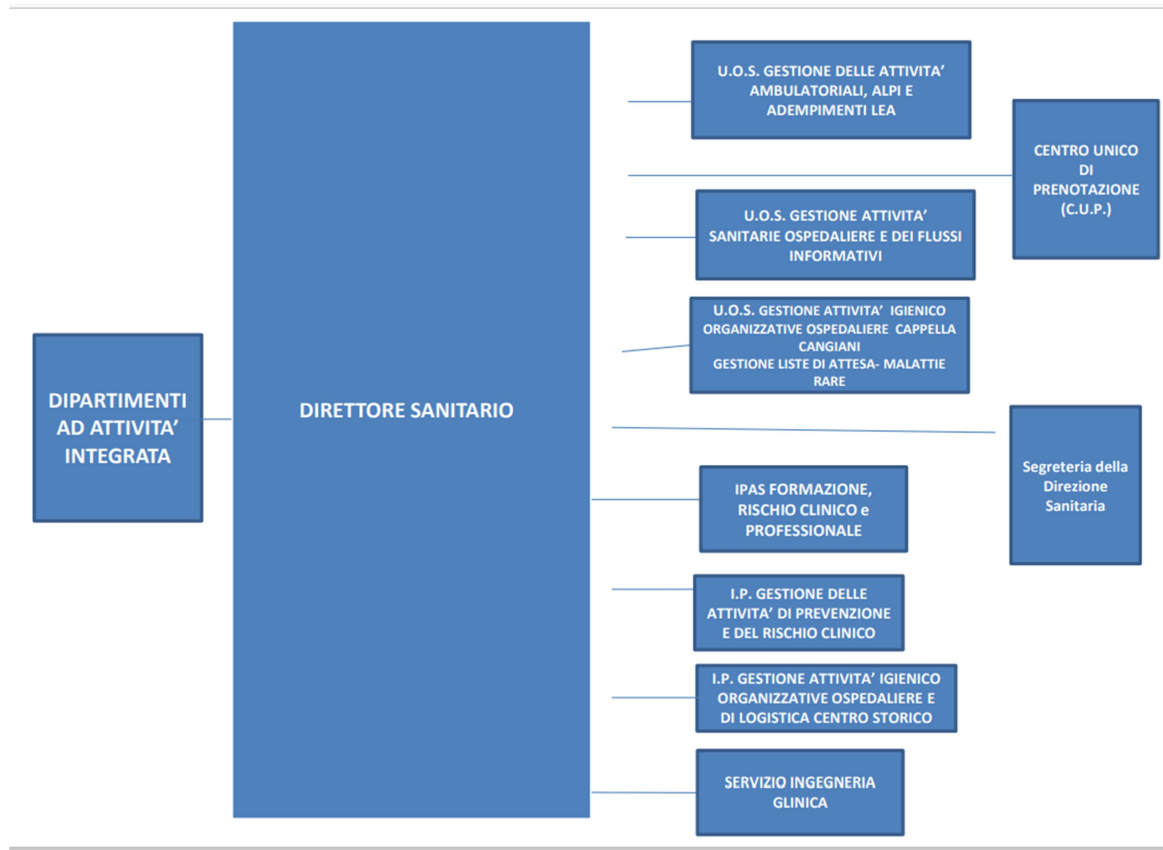 U.O.S. GESTIONE DELLE ATTIVITA’
AMBULATORIALI, ALPI E
ADEMPIMENTI LEA
CENTRO UNICO
DI
PRENOTAZIONE
(C.U.P.)
U.O.S. GESTIONE ATTIVITA’
SANITARIE OSPEDALIERE E DEI FLUSSI
INFORMATIVI
U.O.S. GESTIONE ATTIVITA’ IGIENICO
ORGANIZZATIVE OSPEDALIERE CAPPELLA
CANGIANI
GESTIONE LISTE DI ATTESA- MALATTIE
RARE
DIPARTIMENTI
AD ATTIVITA’
INTEGRATA
DIRETTORE SANITARIO
Segreteria della
Direzione
Sanitaria
IPAS FORMAZIONE,
RISCHIO CLINICO e
PROFESSIONALE
I.P. GESTIONE DELLE
ATTIVITA’ DI PREVENZIONE
E DEL RISCHIO CLINICO
I.P. GESTIONE ATTIVITA’ IGIENICO
ORGANIZZATIVE OSPEDALIERE E
DI LOGISTICA CENTRO STORICO
SERVIZIO INGEGNERIA
GLINICA